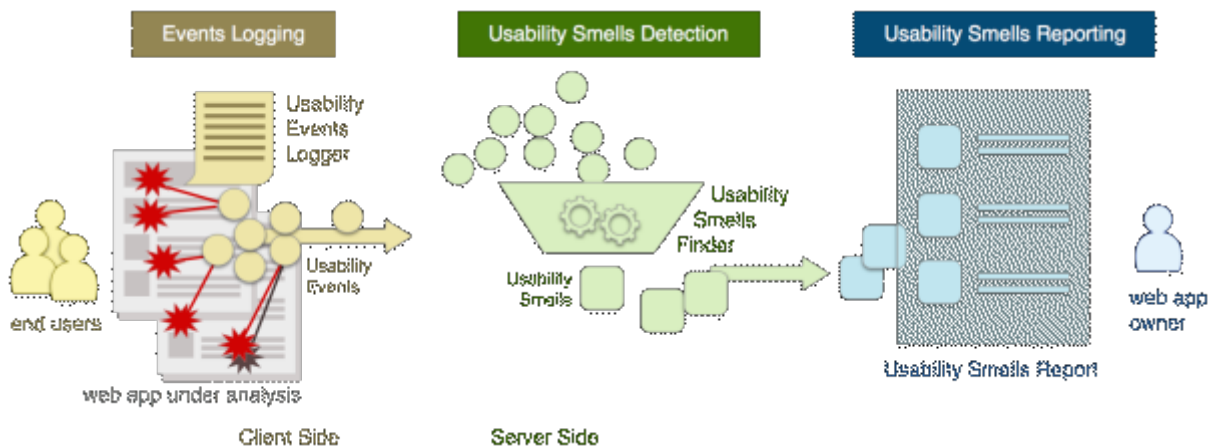 Events Logging
Usability Smells Detection
Usability Smells Reporting
Usability
Events
Logger
Usability
Smells
Finder
Usability
Events
Usability
Smells
end users
web app
owner
web app under analysis
Usability Smells Report
Client Side
Server Side